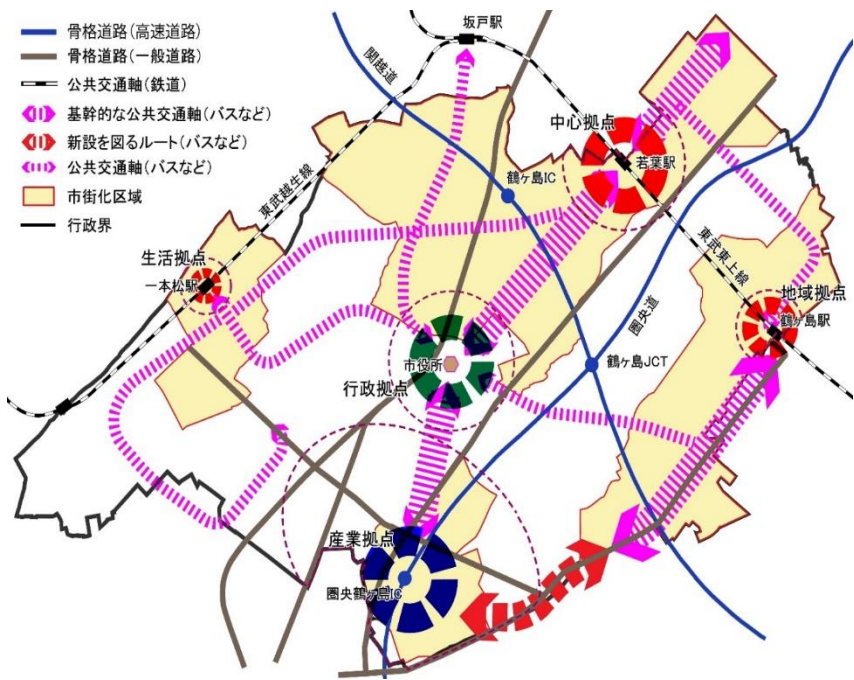 骨格道路(高速道路)
骨格道路(一般道路)
公共交通軸(鉄道)
基幹的な公共交通軸(バスなど)
新設を図るルート(バスなど)
公共交通軸(バスなど)
市街化区域
行政界
坂戸駅
関越道
中心拠点
若葉駅
鶴ヶ島IC
東武越生線
生活拠点
一本松駅
東武東上線
地域拠点
鶴ヶ島駅
圏央道
市役所
鶴ヶ島JCT
行政拠点
産業拠点
圏央鶴ヶ島IC